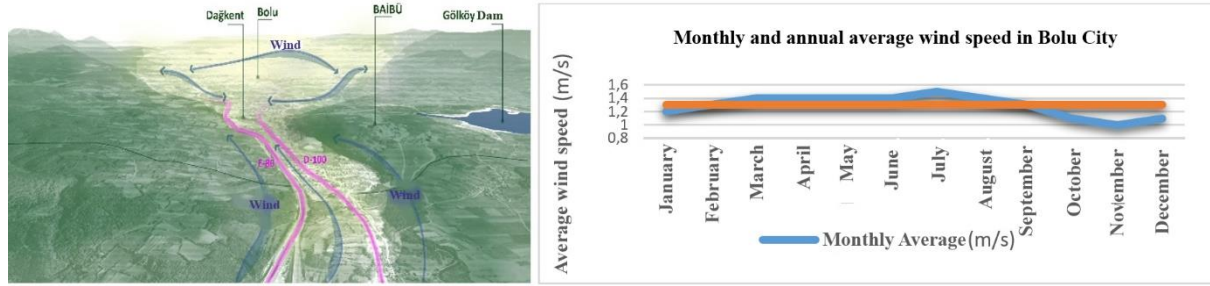 Dağkent
Bolu
BAİBÜ
Gölköy Dam
Wind
E-80
D-100
Wind
Wind
Monthly and annual average wind speed in Bolu City
Average wind speed (m/s)
1,6
1,4
1,2
1
0,8
January
February
March
April
May
June
July
August
September
October
November
December
Monthly Average(m/s)